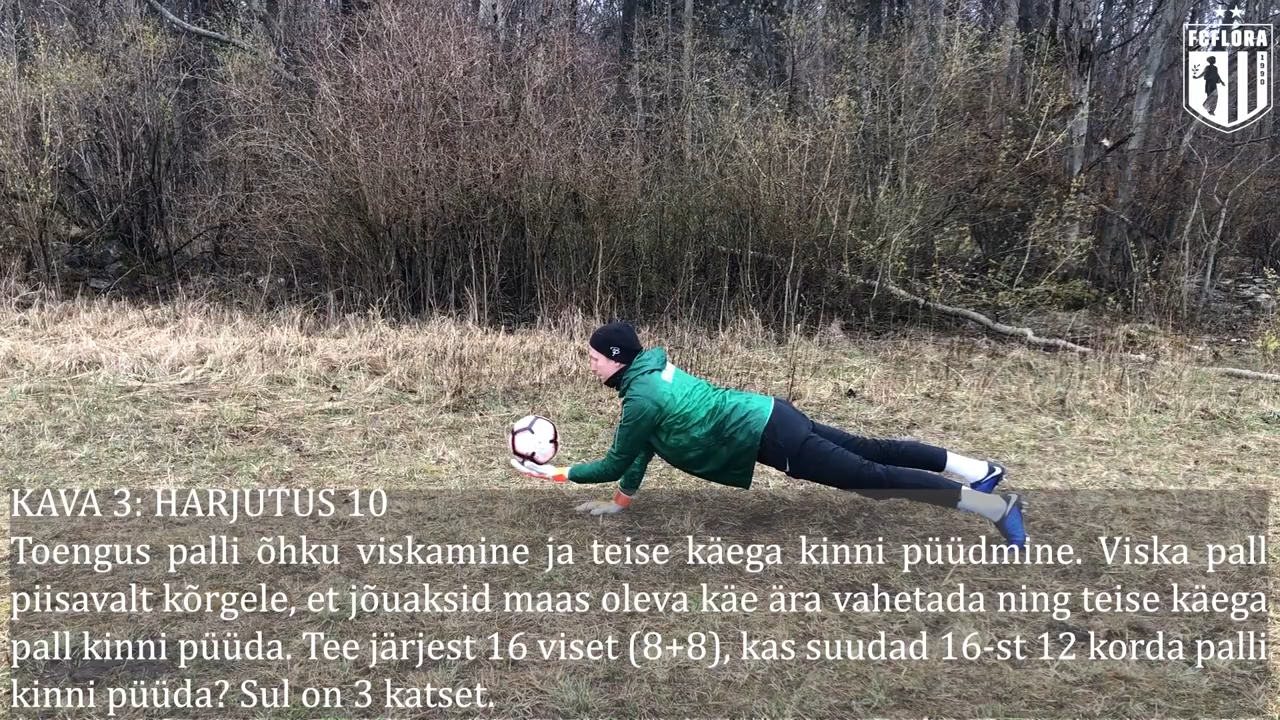 FC FLORA
1990
KAVA 3: HARJUTUS 10
Toengus palli õhku viskamine ja teise käega kinni püüdmine. Viska pall
piisavalt kõrgele, et jõuaksid maas oleva käe ära vahetada ning teise käega
pall kinni püüda. Tee järjest 16 viset (8+8), kas suudad 16-st 12 korda palli
kinni püüda? Sul on 3 katset.